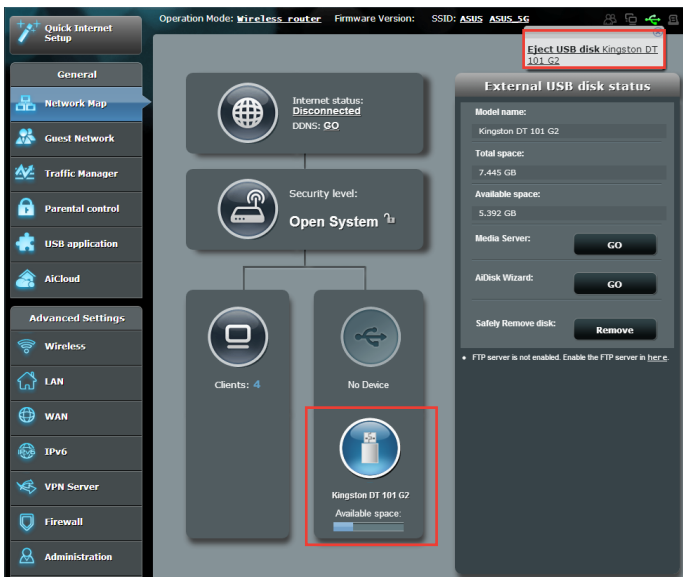 Quick Internet
Setup
Operation Mode: Wireless router Firmware Version: SSID: ASUS ASUS_5G
Eject USB disk Kingston DT
101 G2
General
Network Map
Guest Network
Traffic Manager
Parental control
USB application
AiCloud
Advanced Settings
Wireless
LAN
WAN
IPv6
IPv6
VPN Server
Firewall
Administration
Internet status:
Disconnected
DDNS: GO
Security level:
Open System
Clients: 4
No Device
Kingston DT 101 G2
Available space:
External USB disk status
Model name:
Kingston DT 101 G2
Total space:
7.445 GB
Available space:
5.392 GB
Media Server: GO
AiDisk Wizard: GO
Safely Remove disk: Remove
• FTP server is not enabled. Enable the FTP server in here.